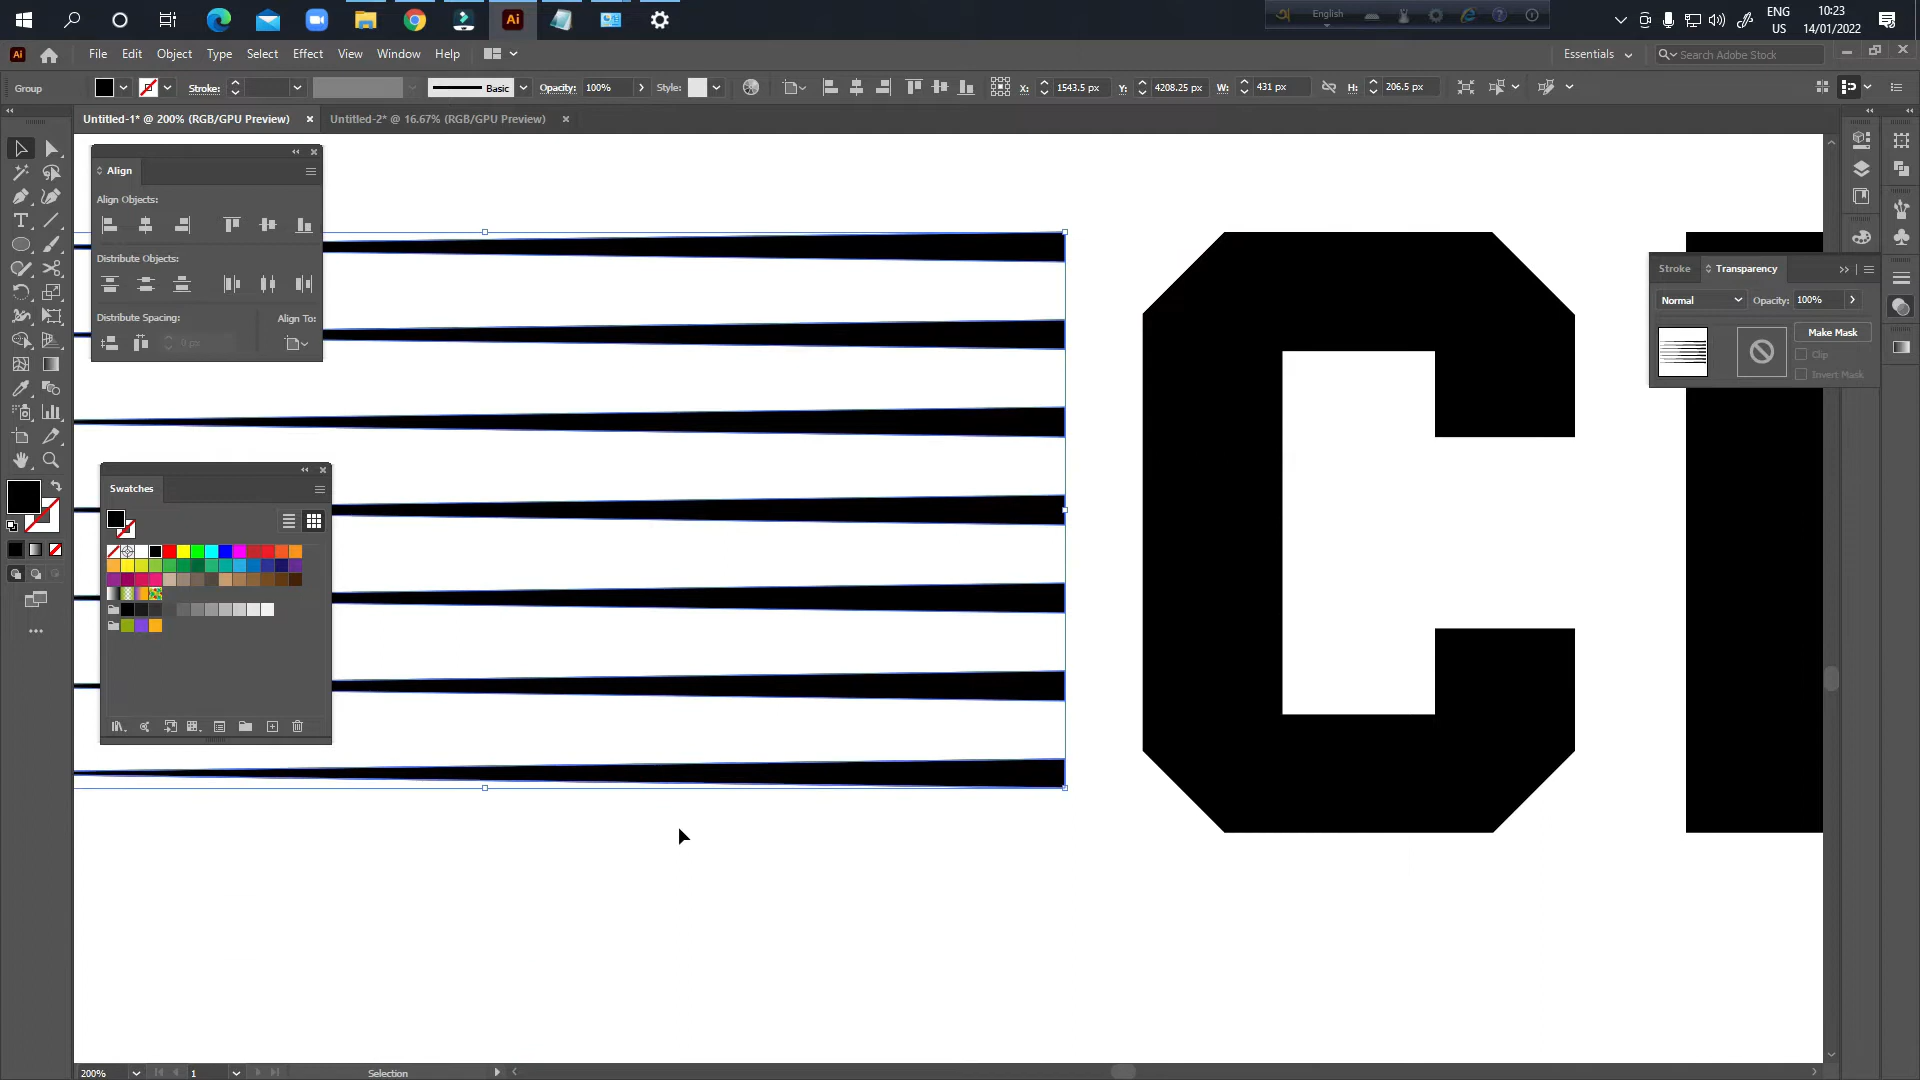 English
ENG
US
10:23
14/01/2022
Ai
Ai
File Edit Object Type Select Effect View Window Help
Essentials
Search Adobe Stock
Group
Stroke:
Basic
Opacity: 100%
Style:
X: 1543.5 px
Y: 4208.25 px
W: 431 px
H: 206.5 px
Untitled-1* @ 200% (RGB/GPU Preview)
Untitled-2* @ 16.67% (RGB/GPU Preview)
Align
Align Objects:
Distribute Objects:
Distribute Spacing:
Align To:
0 px
Swatches
C
Stroke
Transparency
Normal
Opacity: 100%
Make Mask
Clip
Invert Mask
200%
1
Selection